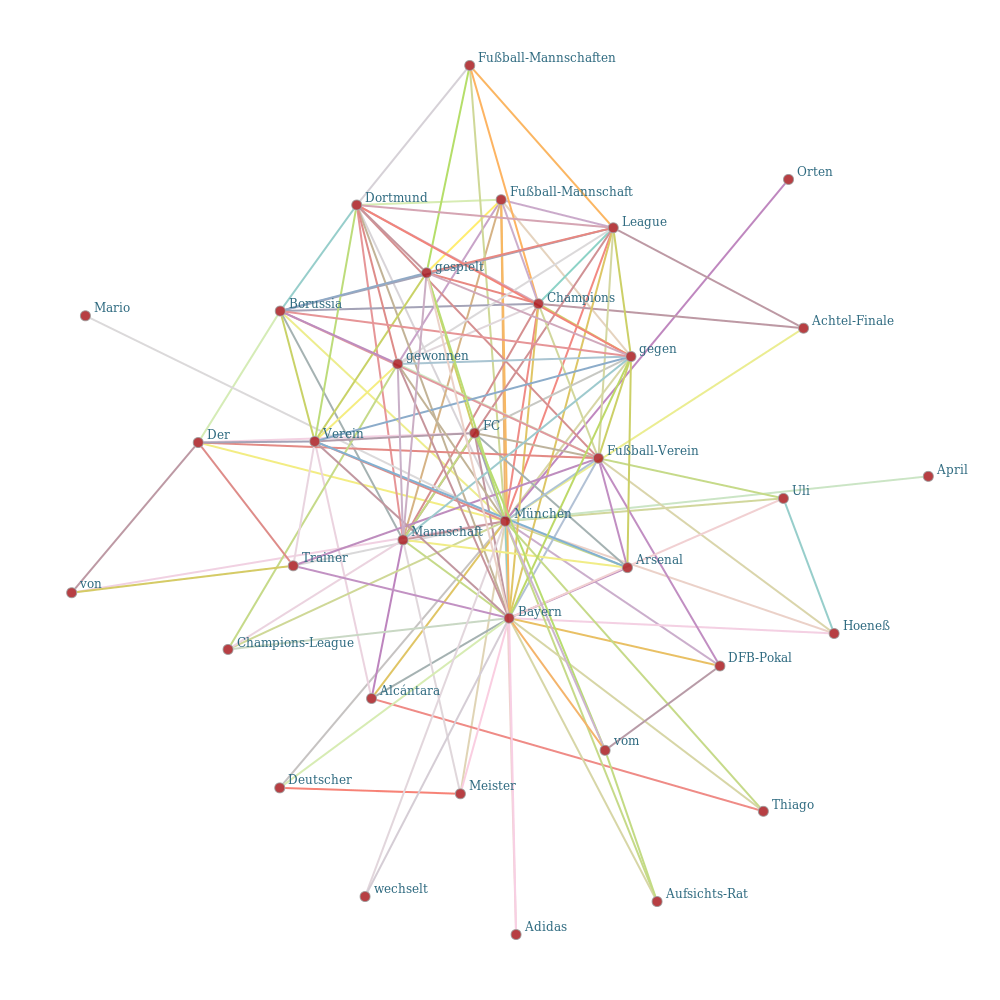 Fußball-Mannschaften
Orten
Fußball-Mannschaft
Dortmund
League
gespielt
Champions
Borussia
Mario
Achtel-Finale
gegen
gewonnen
FC
Verein
Der
Fußball-Verein
April
Uli
München
Mannschaft
Arsenal
Trainer
von
Bayern
Hoeneß
Champions-League
DFB-Pokal
Alcántara
vom
Deutscher
Meister
Thiago
wechselt
Aufsichts-Rat
Adidas